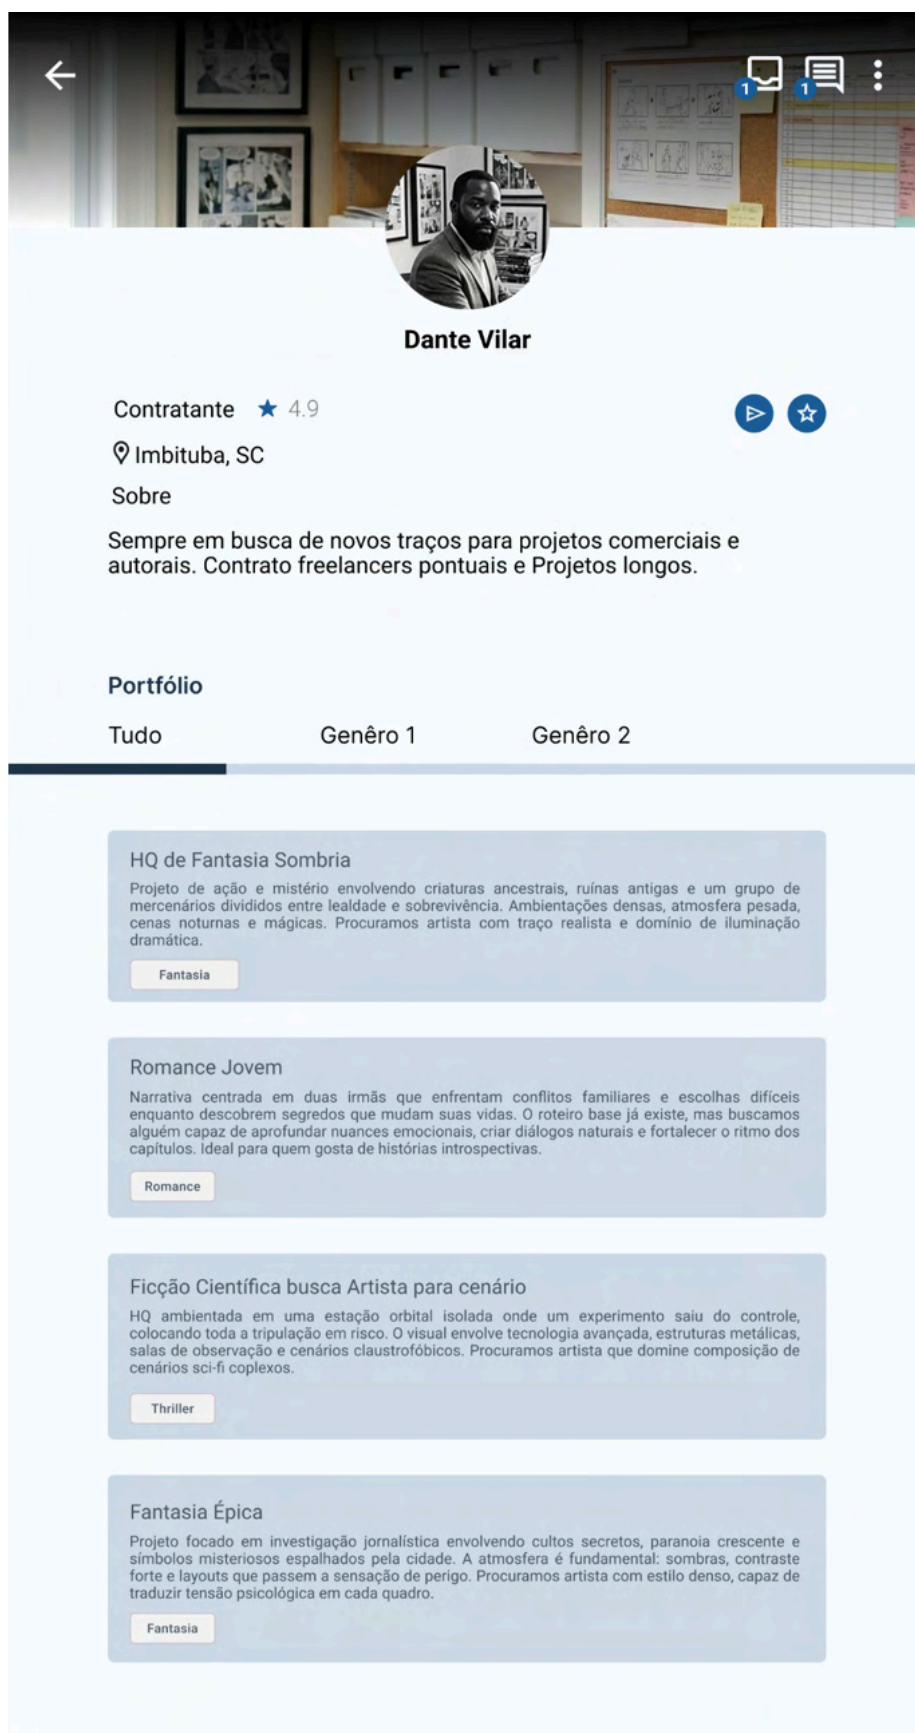 1
1
Dante Vilar
Contratante 4.9
Imbituba, SC
Sobre
Sempre em busca de novos traços para projetos comerciais e
autorais. Contrato freelancers pontuais e Projetos longos.
Portfólio
Tudo Genêro 1 Genêro 2
HQ de Fantasia Sombria
Projeto de ação e mistério envolvendo criaturas ancestrais, ruínas antigas e um grupo de
mercenários divididos entre lealdade e sobrevivência. Ambientações densas, atmosfera pesada,
cenas noturnas e mágicas. Procuramos artista com traço realista e domínio de iluminação
dramática.
Fantasia
Romance Jovem
Narrativa centrada em duas irmãs que enfrentam conflitos familiares e escolhas difíceis
enquanto descobrem segredos que mudam suas vidas. O roteiro base já existe, mas buscamos
alguém capaz de aprofundar nuances emocionais, criar diálogos naturais e fortalecer o ritmo dos
capítulos. Ideal para quem gosta de histórias introspectivas.
Romance
Ficção Científica busca Artista para cenário
HQ ambientada em uma estação orbital isolada onde um experimento saiu do controle,
colocando toda a tripulação em risco. O visual envolve tecnologia avançada, estruturas metálicas,
salas de observação e cenários claustrofóbicos. Procuramos artista que domine composição de
cenários sci-fi coplexos.
Thriller
Fantasia Épica
Projeto focado em investigação jornalística envolvendo cultos secretos, paranoia crescente e
símbolos misteriosos espalhados pela cidade. A atmosfera é fundamental: sombras, contraste
forte e layouts que passem a sensação de perigo. Procuramos artista com estilo denso, capaz de
traduzir tensão psicológica em cada quadro.
Fantasia